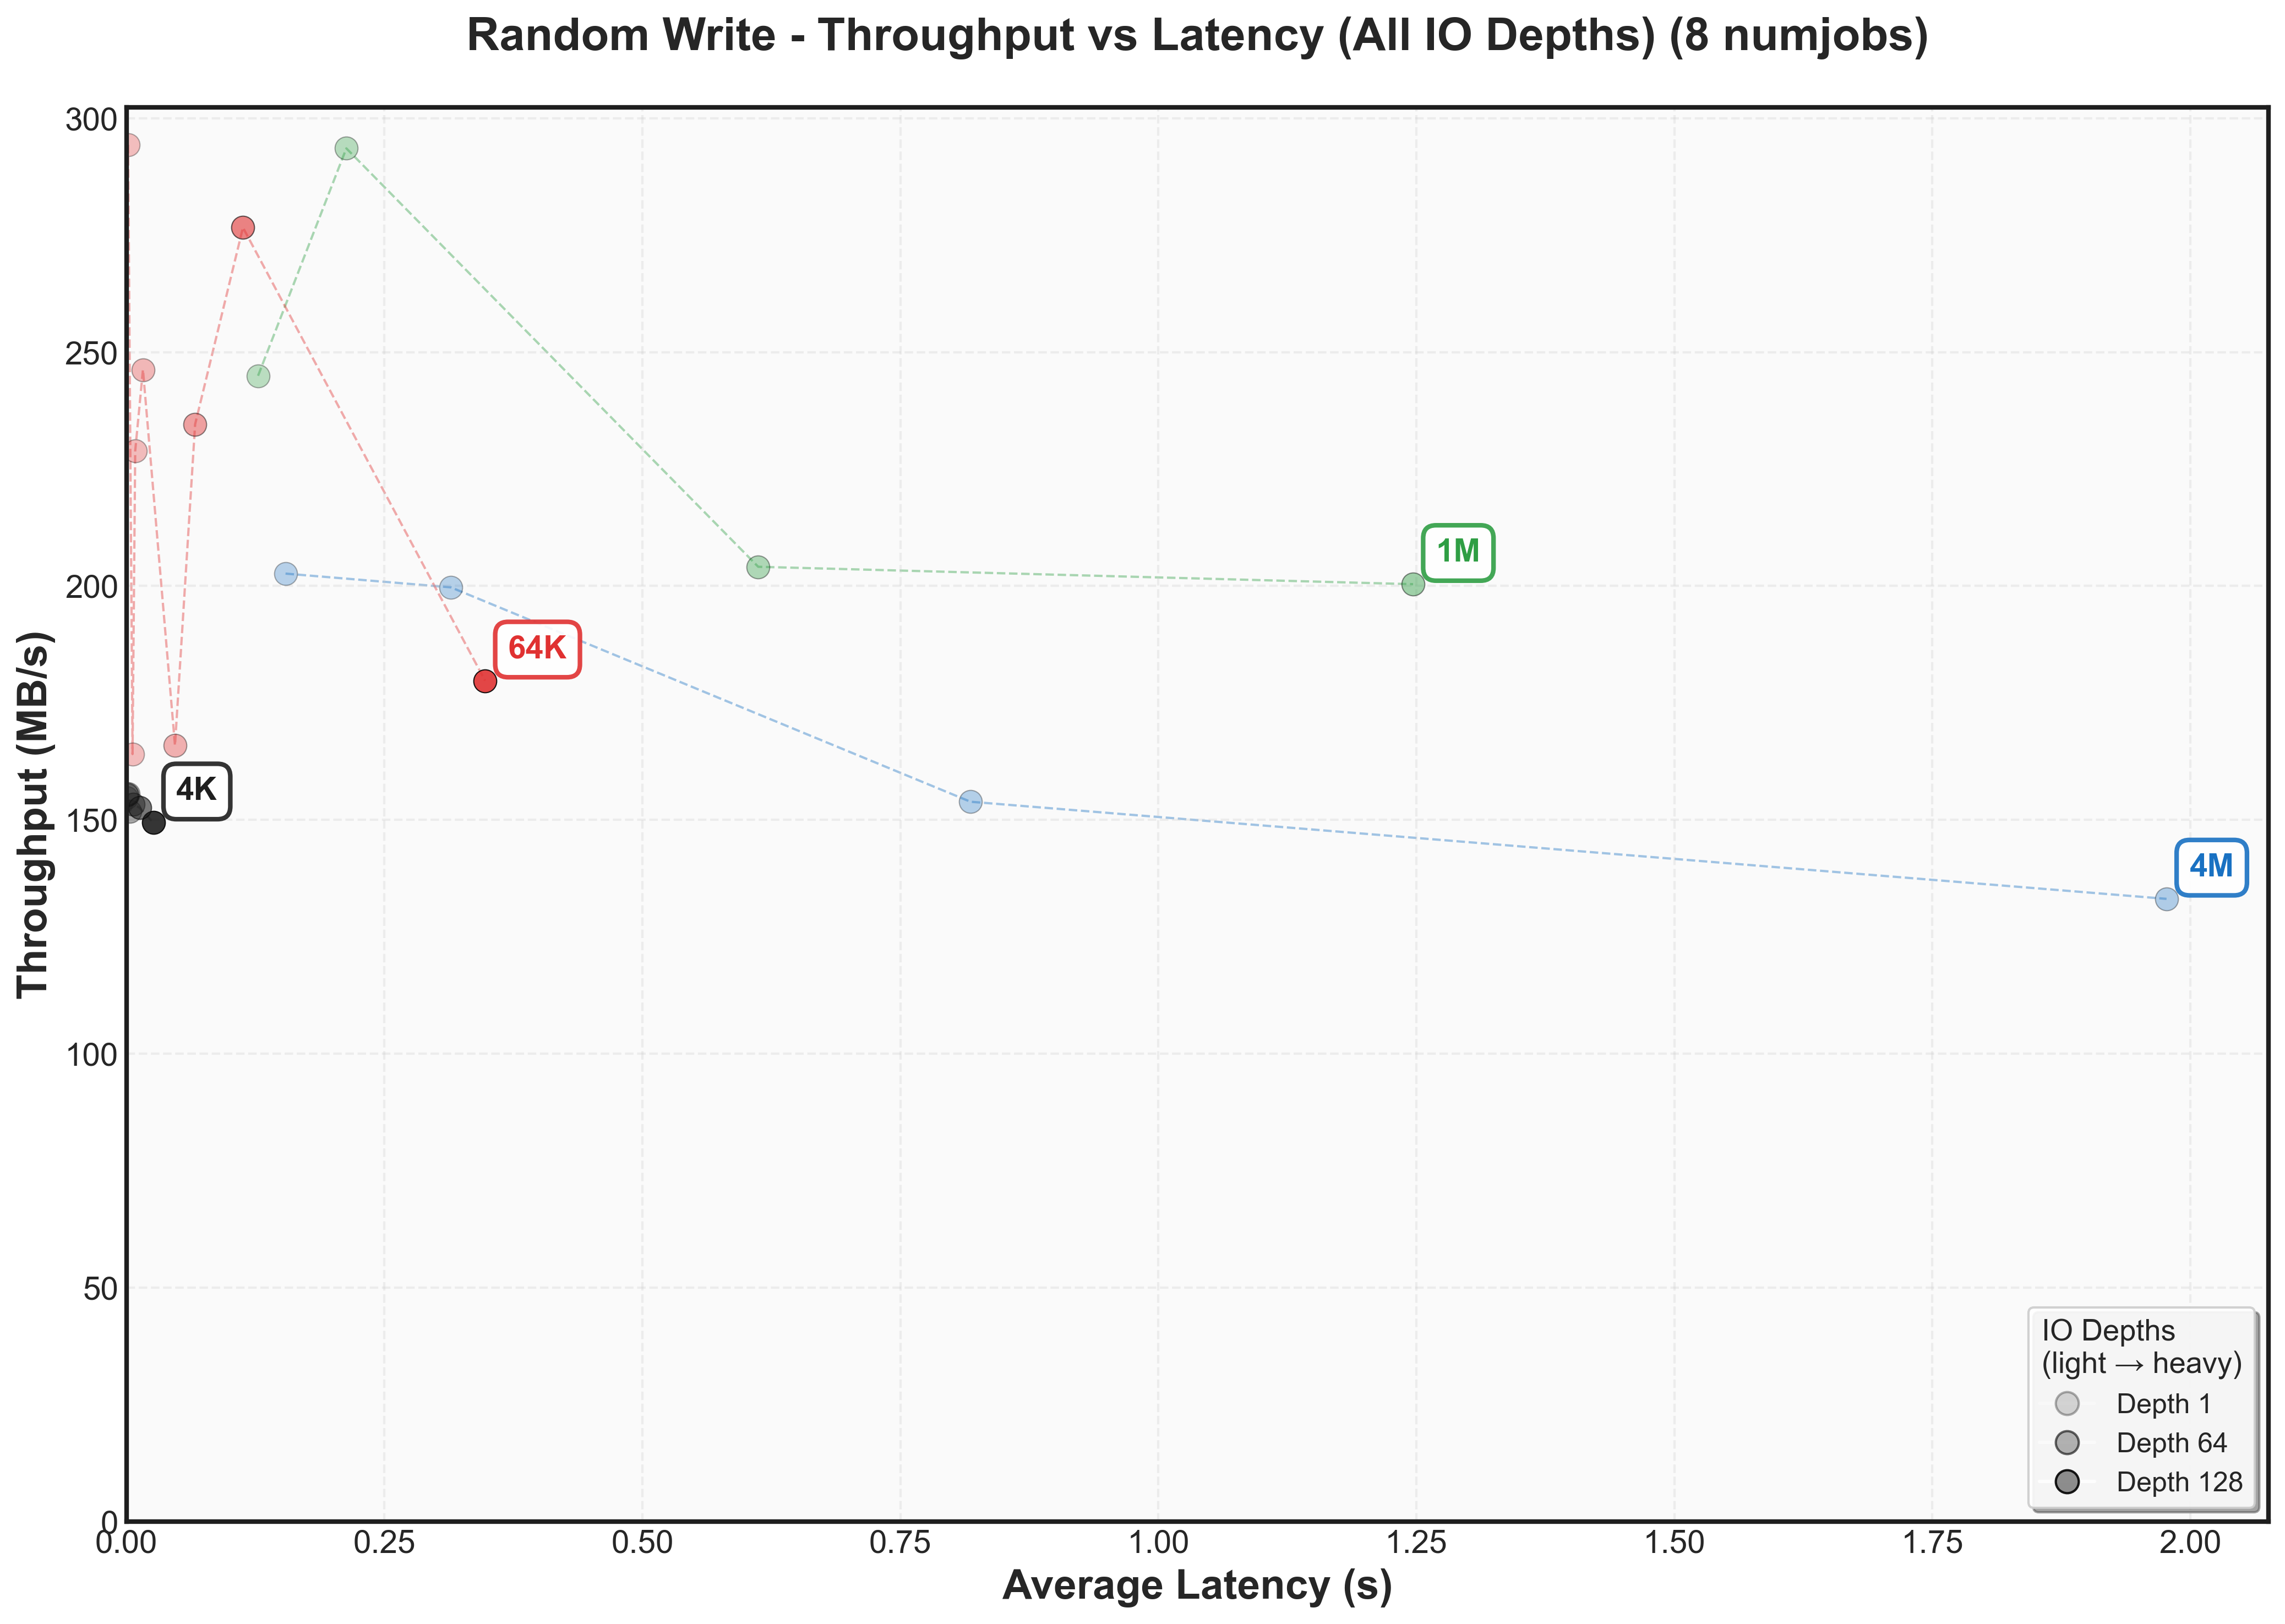 Random Write - Throughput vs Latency (All IO Depths) (8 numjobs)
Throughput (MB/s)
300
250
200
150
100
50
0
1M
64K
4K
4M
IO Depths
(light → heavy)
Depth 1
Depth 64
Depth 128
0.00 0.25 0.50 0.75 1.00 1.25 1.50 1.75 2.00
Average Latency (s)